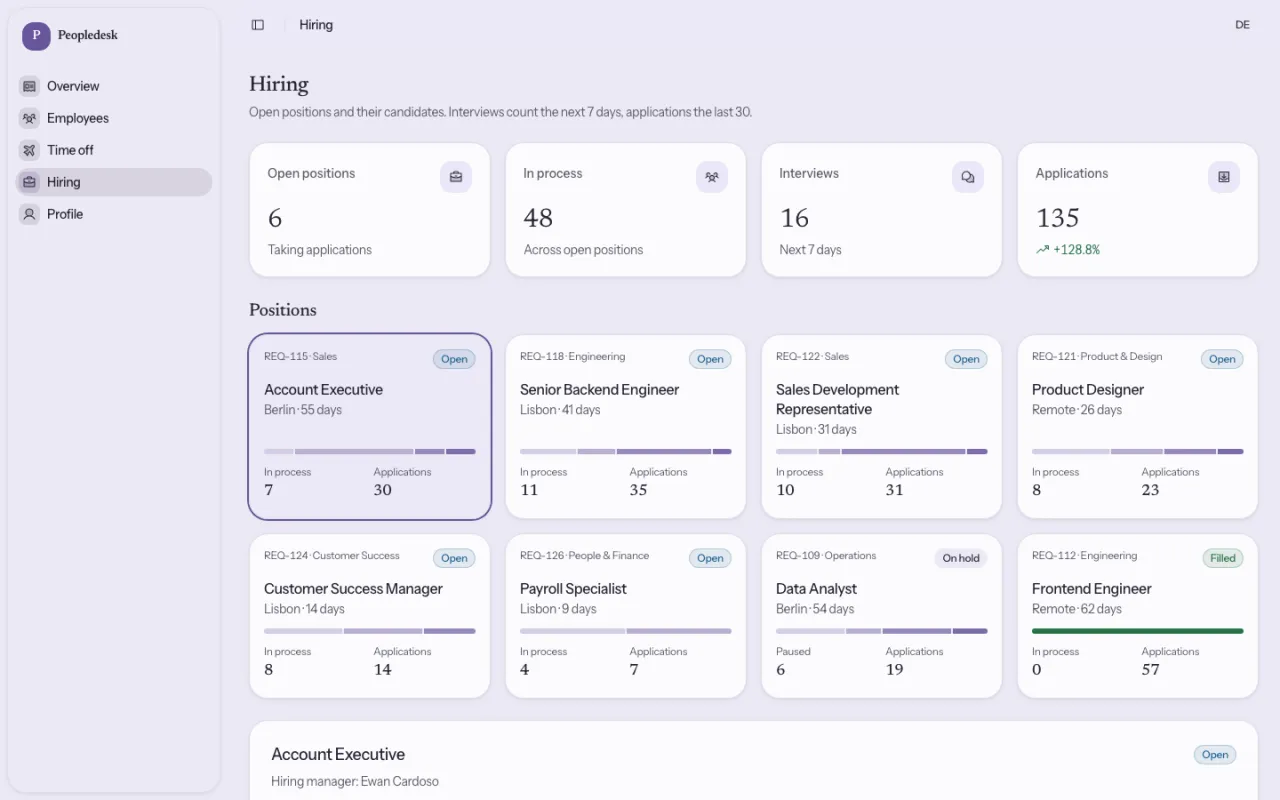 P Peopledesk
Overview
Employees
Time off
Hiring
Profile
Hiring
DE
Hiring
Open positions and their candidates. Interviews count the next 7 days, applications the last 30.
Open positions
6
Taking applications
In process
48
Across open positions
Interviews
16
Next 7 days
Applications
135
+128.8%
Positions
REQ-115 · Sales
Open
Account Executive
Berlin · 55 days
In process
7
Applications
30
REQ-118 · Engineering
Open
Senior Backend Engineer
Lisbon · 41 days
In process
11
Applications
35
REQ-122 · Sales
Open
Sales Development
Representative
Lisbon · 31 days
In process
10
Applications
31
REQ-121 · Product & Design
Open
Product Designer
Remote · 26 days
In process
8
Applications
23
REQ-124 · Customer Success
Open
Customer Success Manager
Lisbon · 14 days
In process
8
Applications
14
REQ-126 · People & Finance
Open
Payroll Specialist
Lisbon · 9 days
In process
4
Applications
7
REQ-109 · Operations
On hold
Data Analyst
Berlin · 54 days
Paused
6
Applications
19
REQ-112 · Engineering
Filled
Frontend Engineer
Remote · 62 days
In process
0
Applications
57
Account Executive
Open
Hiring manager: Ewan Cardoso